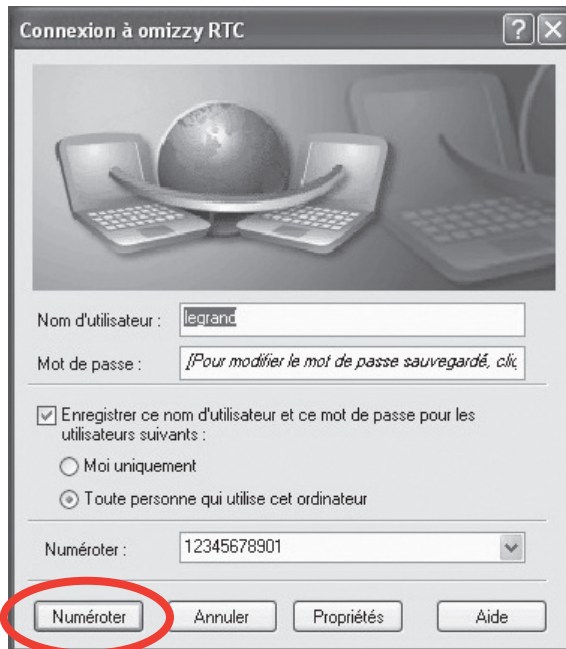 Connexion à omizzy RTC
Nom d'utilisateur : legrand
Mot de passe : [Pour modifier le mot de passe sauvegardé, clic
Enregistrer ce nom d'utilisateur et ce mot de passe pour les
utilisateurs suivants :
Moi uniquement
Toute personne qui utilise cet ordinateur
Numéroter : 12345678901
Numéroter Annuler Propriétés Aide